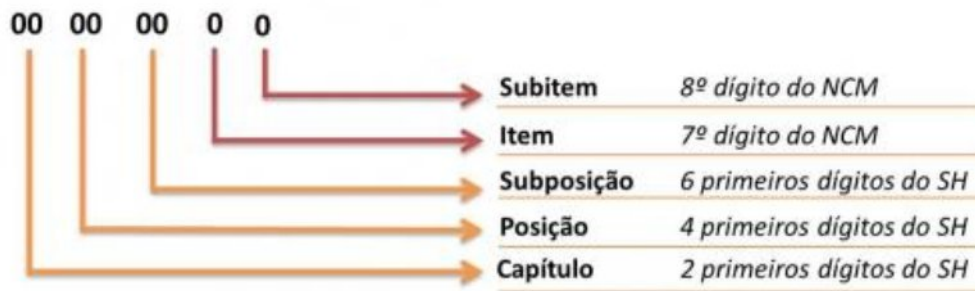 00 00 00 0 0
Subitem 8º dígito do NCM
Item 7º dígito do NCM
Subposição 6 primeiros dígitos do SH
Posição 4 primeiros dígitos do SH
Capítulo 2 primeiros dígitos do SH